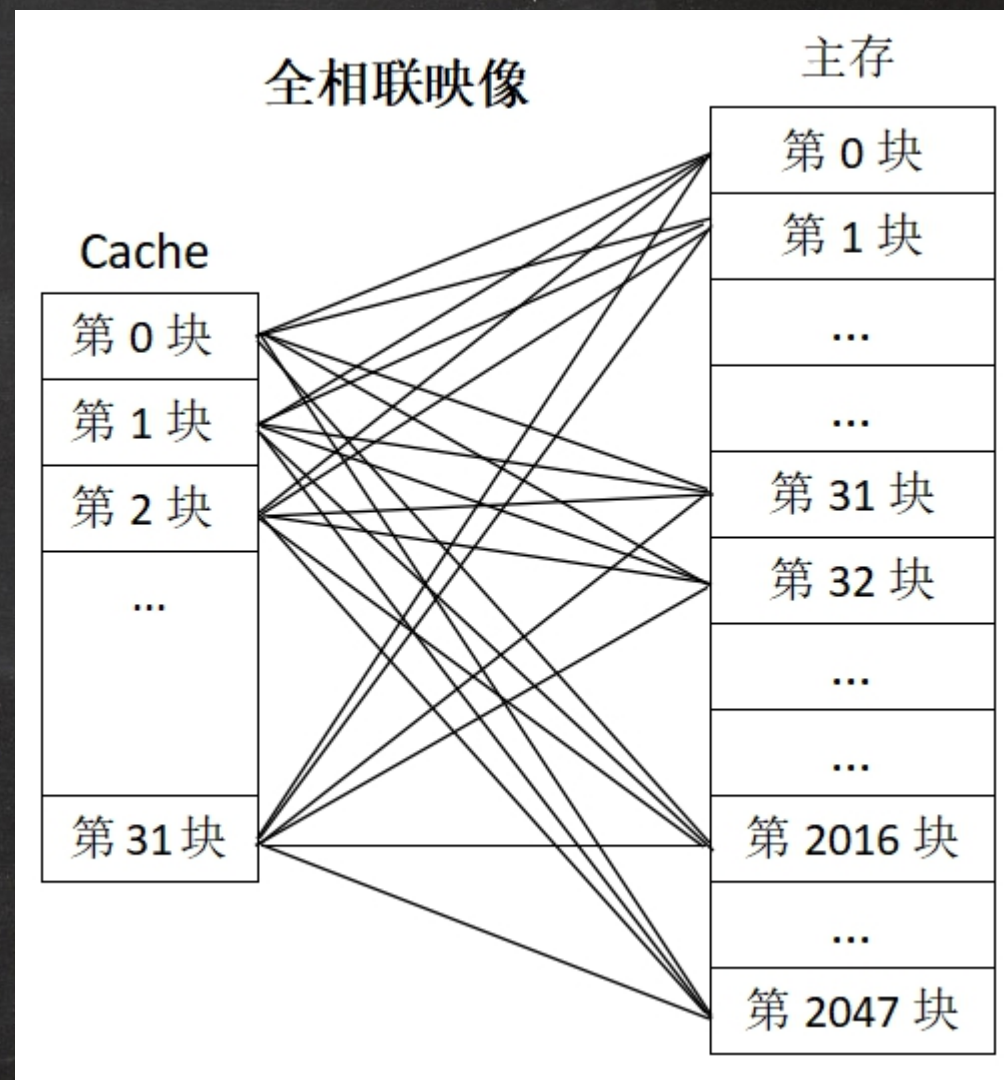 全相联映像
Cache
第 0 块
第 1 块
第 2 块
...
第 31 块
主存
第 0 块
第 1 块
...
...
第 31 块
第 32 块
...
...
第 2016 块
...
第 2047 块